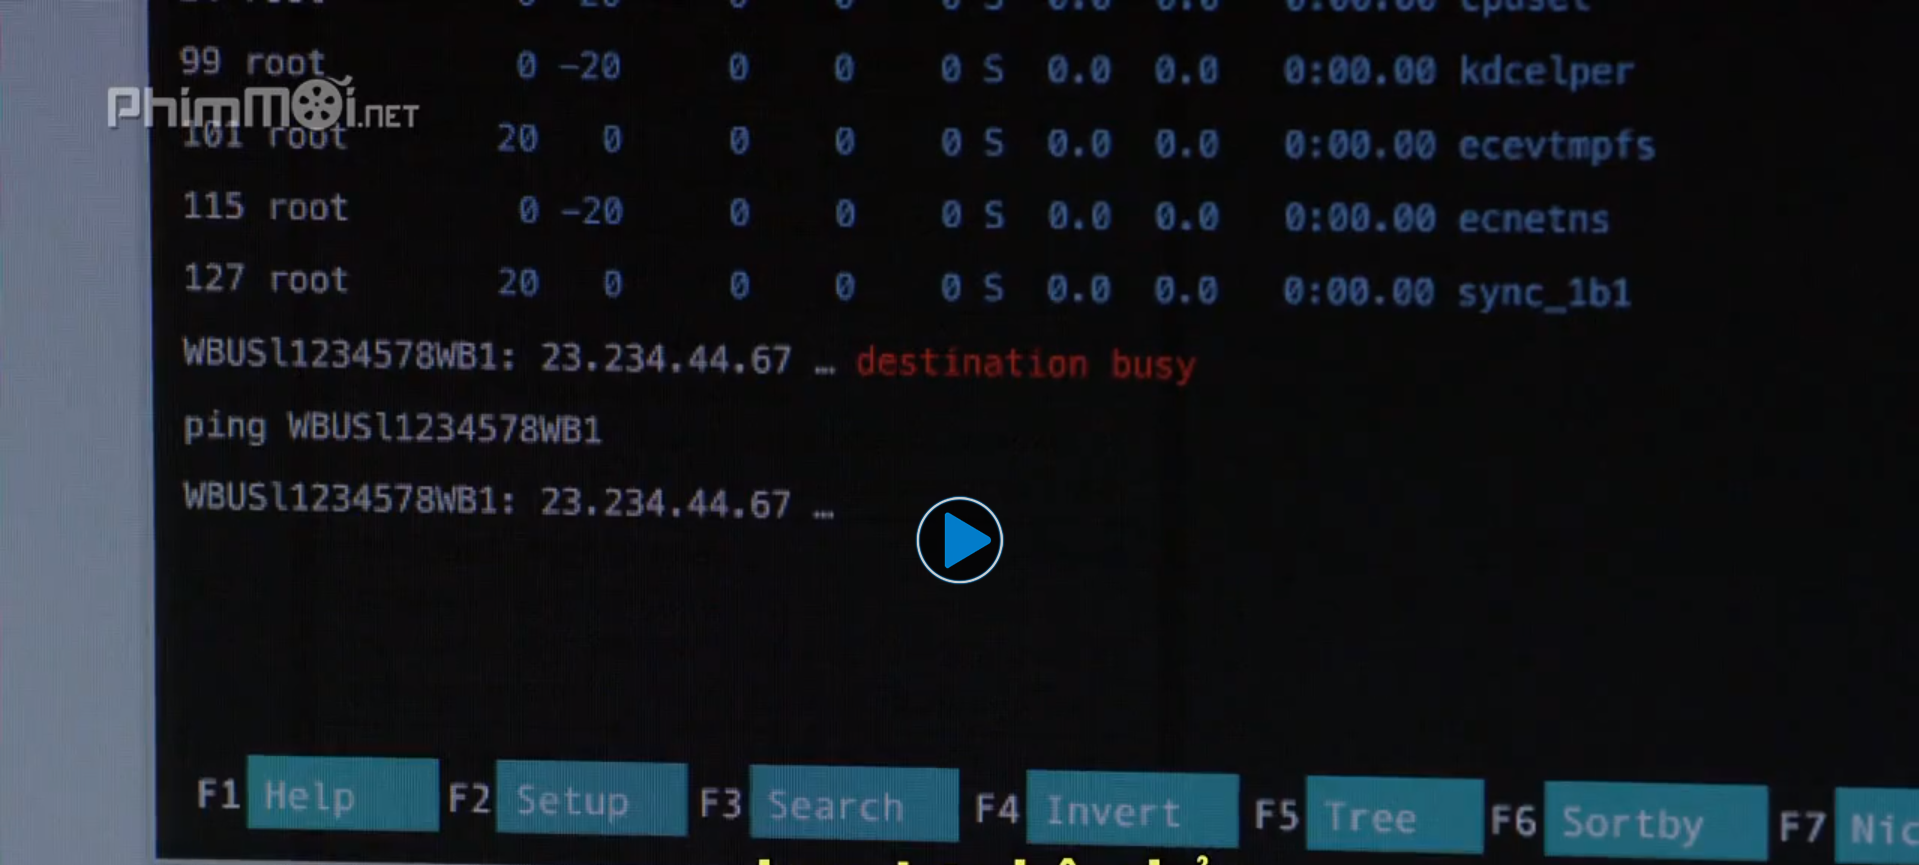 99 root 0 −20 0 0 0 S 0.0 0.0 0:00.00 kdcelper
PhimMỚi.NET
101 root 20 0 0 0 0 S 0.0 0.0 0:00.00 ecevtmpfs
115 root 0 −20 0 0 0 S 0.0 0.0 0:00.00 ecnetns
127 root 20 0 0 0 0 S 0.0 0.0 0:00.00 sync_1b1
WBUSl1234578WB1: 23.234.44.67 … destination busy
ping WBUSl1234578WB1
WBUSl1234578WB1: 23.234.44.67 …
F1 Help F2 Setup F3 Search F4 Invert F5 Tree F6 Sortby F7